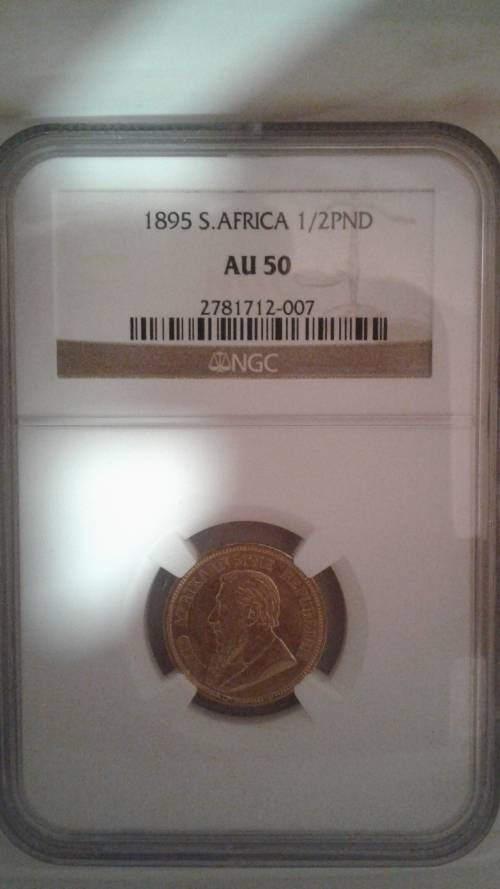 1895 S.AFRICA 1/2PND
AU 50
2781712-007
NGC